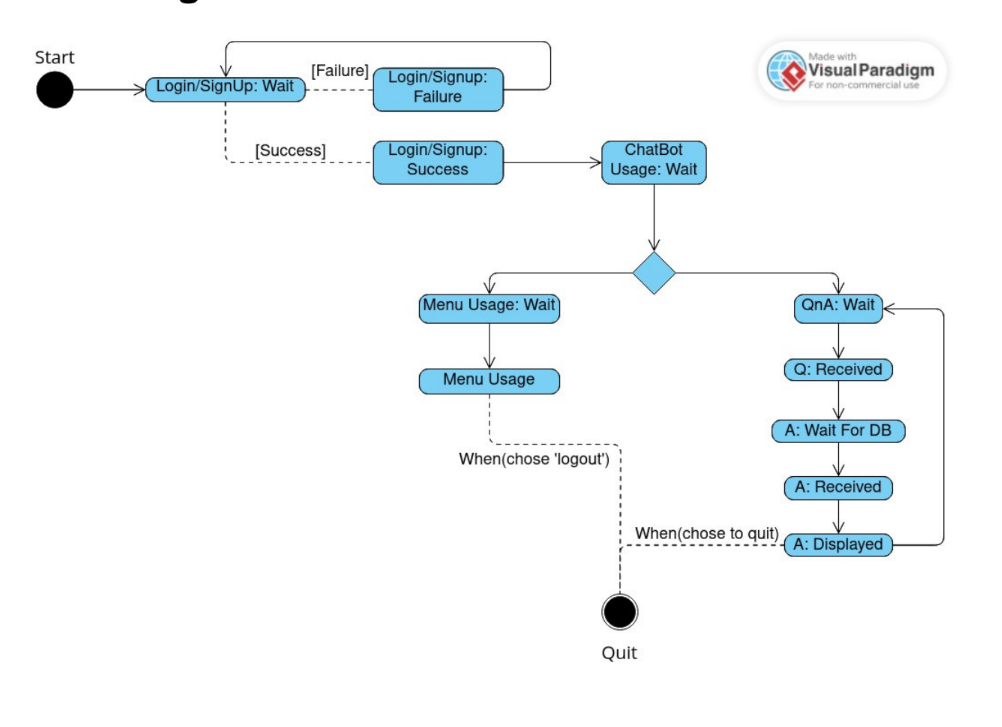 Start
Made with
Visual Paradigm
For non-commercial use
Login/SignUp: Wait
[Failure]
Login/Signup:
Failure
[Success]
Login/Signup:
Success
ChatBot
Usage: Wait
Menu Usage: Wait
QnA: Wait
Menu Usage
Q: Received
A: Wait For DB
When(chose 'logout')
A: Received
When(chose to quit)
A: Displayed
Quit